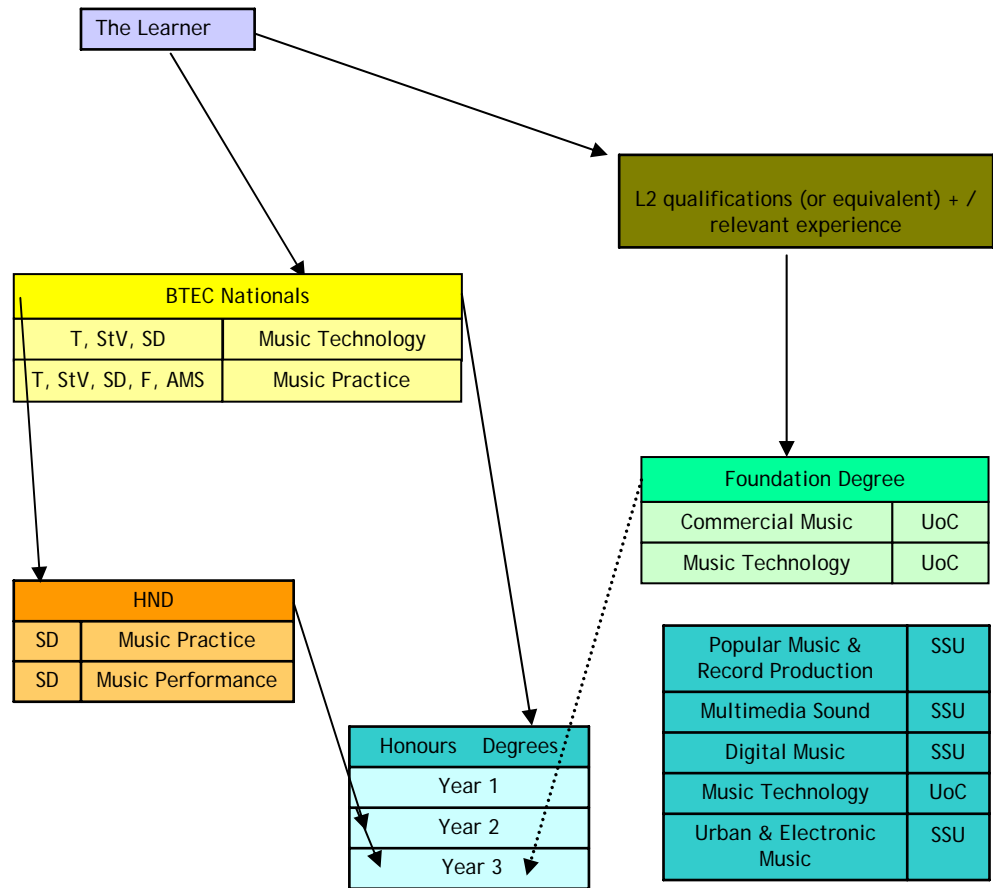 The Learner
L2 qualifications (or equivalent) + /
relevant experience
BTEC Nationals
T, StV, SD Music Technology
T, StV, SD, F, AMS Music Practice
Foundation Degree
Commercial Music UoC
Music Technology UoC
HND
SD Music Practice
SD Music Performance
Popular Music & SSU
Record Production
Multimedia Sound SSU
Digital Music SSU
Music Technology UoC
Urban & Electronic SSU
Music
Honours Degrees
Year 1
Year 2
Year 3